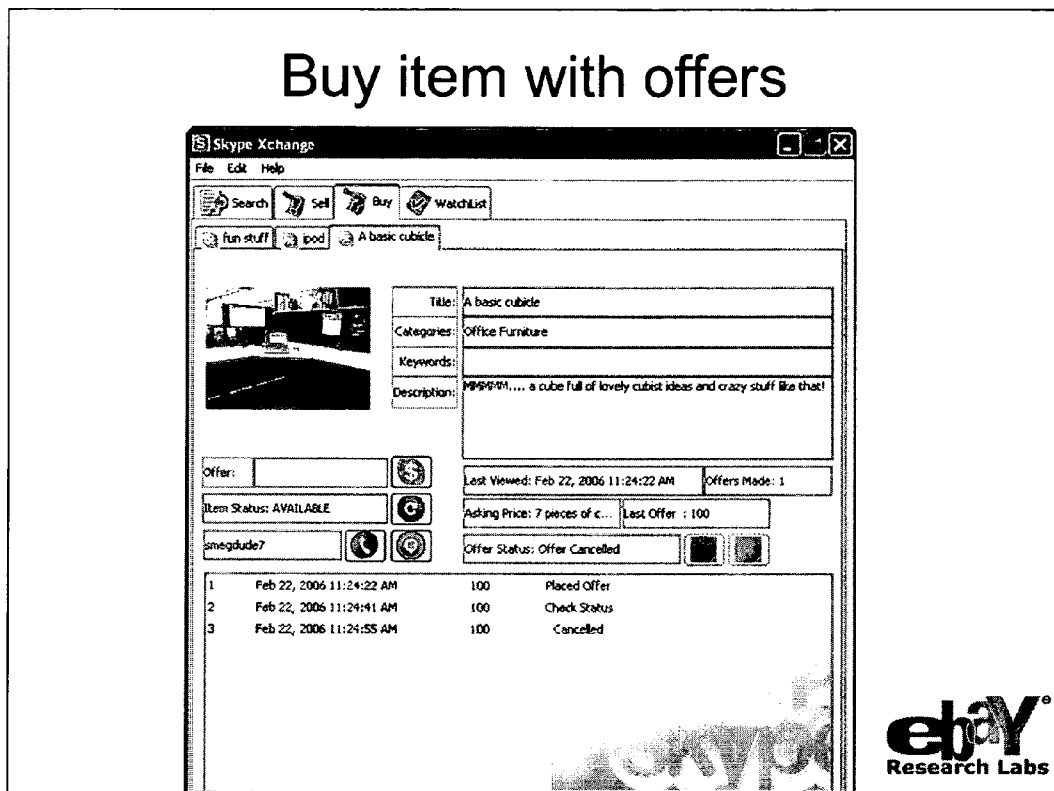 Buy item with offers
Skype Xchange
File Edit Help
Search Sell Buy WatchList
fun stuff ipod A basic cubicle
Title: A basic cubicle
Categories: Office Furniture
Keywords:
Description: MMMMM.... a cube full of lovely cubist ideas and crazy stuff like that!
Offer:
Last Viewed: Feb 22, 2006 11:24:22 AM Offers Made: 1
Item Status: AVAILABLE
Asking Price: 7 pieces of c... Last Offer : 100
smegdude7
Offer Status: Offer Cancelled
1 Feb 22, 2006 11:24:22 AM 100 Placed Offer
2 Feb 22, 2006 11:24:41 AM 100 Check Status
3 Feb 22, 2006 11:24:55 AM 100 Cancelled
skype
ebaY
Research Labs